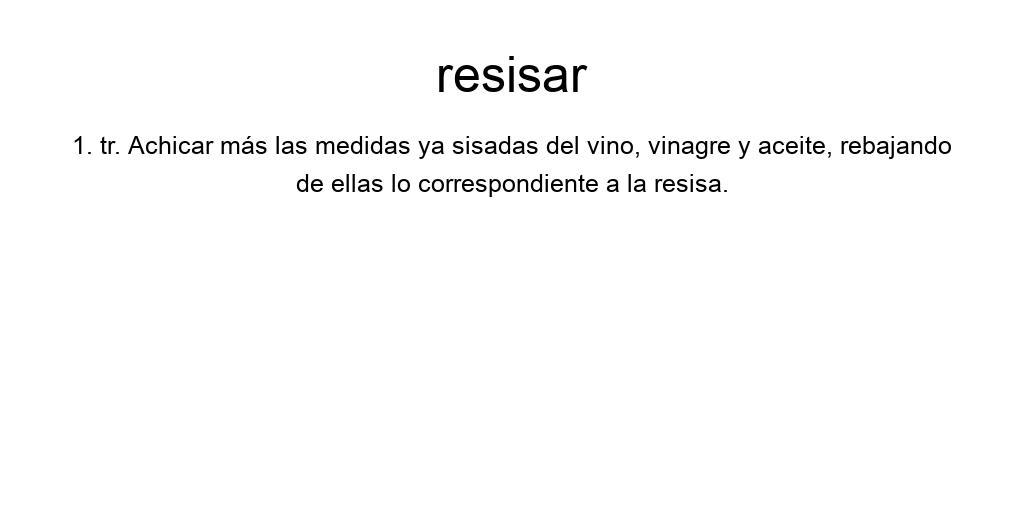 resisar
1. tr. Achicar más las medidas ya sisadas del vino, vinagre y aceite, rebajando
de ellas lo correspondiente a la resisa.